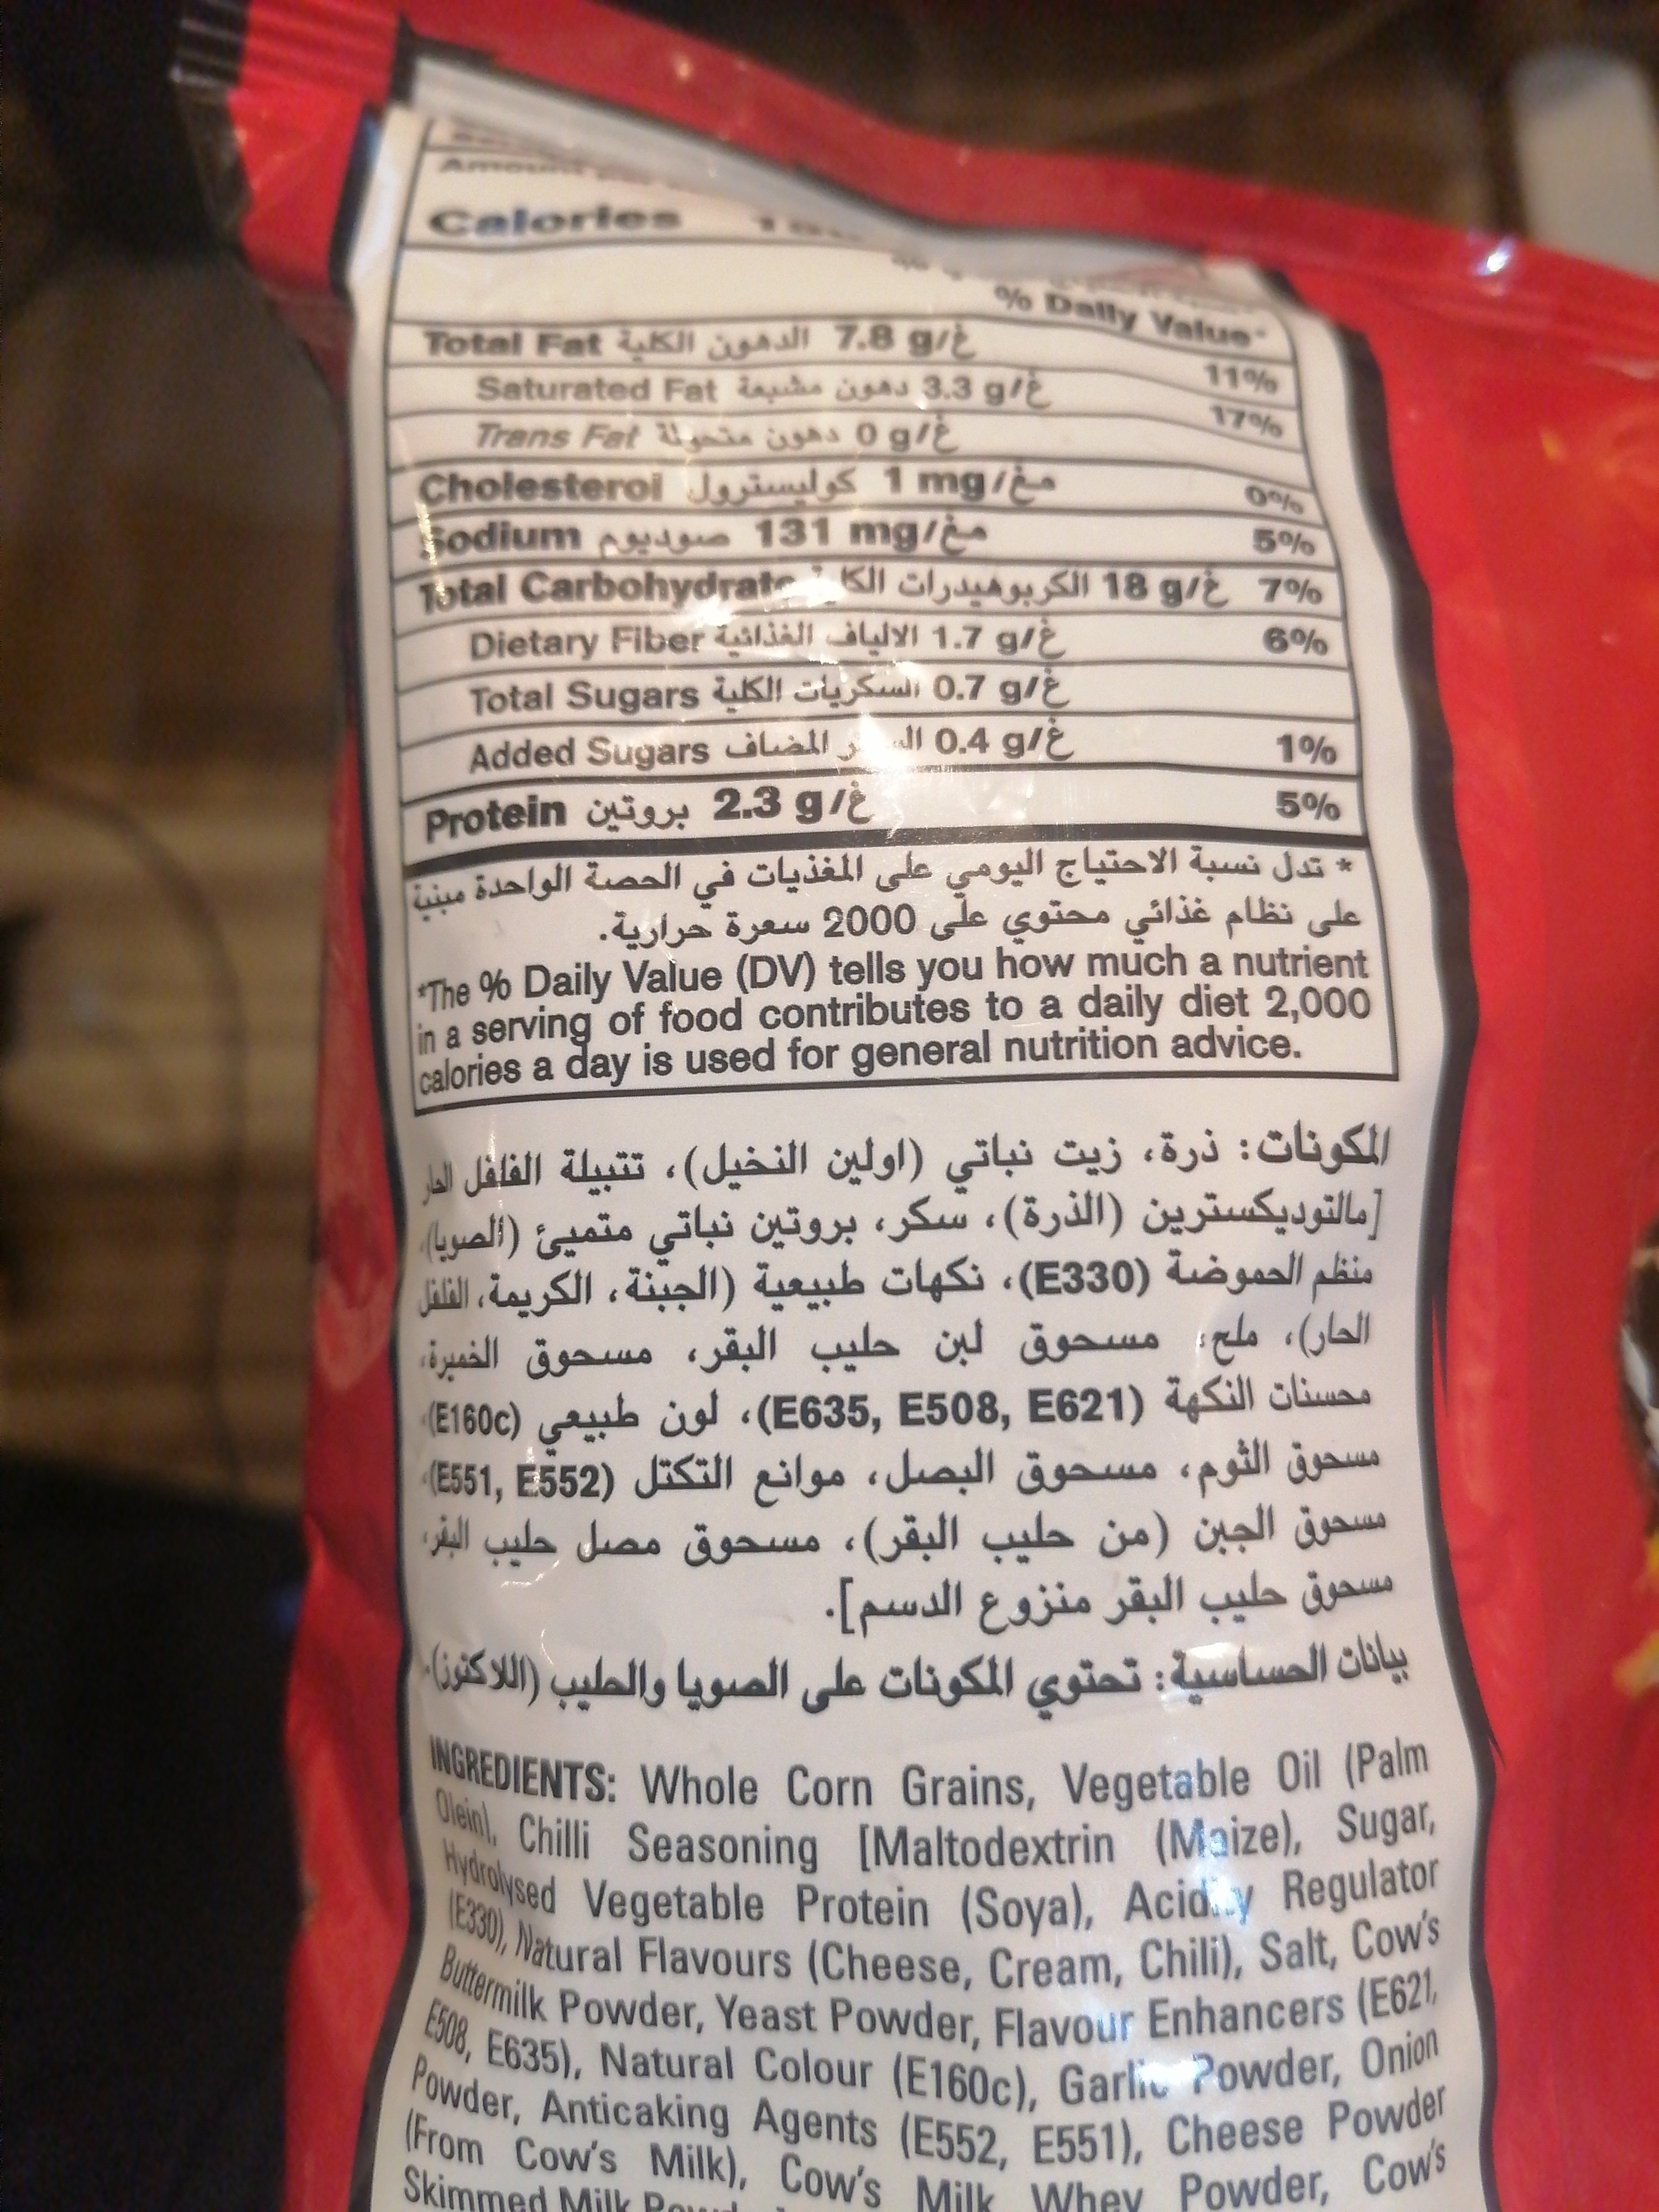 Calories
% Daily Value*
Total Fat الدهون الكلية 7.8 g/غ 11%
Saturated Fat دهون مشبعة 3.3 g/غ 17%
Trans Fat دهون متحولة 0 g/غ
Cholesterol كوليسترول 1 mg/مغ 0%
Sodium صوديوم 131 mg/مغ 5%
Total Carbohydrate الكربوهيدرات 18 g/غ 7%
Dietary Fiber الالياف الغذائية 1.7 g/غ 6%
Total Sugars السكريات الكلية 0.7 g/غ
Added Sugars المضاف 0.4 g/غ 1%
Protein بروتين 2.3 g/غ 5%
* تدل نسبة الاحتياج اليومي على المغذيات في الحصة الواحدة مبنية
على نظام غذائي محتوي على 2000 سعرة حرارية.
*The % Daily Value (DV) tells you how much a nutrient
in a serving of food contributes to a daily diet 2,000
calories a day is used for general nutrition advice.
المكونات: ذرة، زيت نباتي (اولين النخيل)، تتبيلة الفلفل الحار
[مالتوديكسترين (الذرة)، سكر، بروتين نباتي متميئ (الصويا)،
منظم الحموضة (E330)، نكهات طبيعية (الجبنة، الكريمة، الفلفل
الحار)، ملح، مسحوق لبن حليب البقر، مسحوق الخميرة،
محسنات النكهة (E635, E508, E621)، لون طبيعي (E160c)،
مسحوق الثوم، مسحوق البصل، موانع التكتل (E551, E552)،
مسحوق الجبن (من حليب البقر)، مسحوق مصل حليب البقر،
مسحوق حليب البقر منزوع الدسم].
بيانات الحساسية: تحتوي المكونات على الصويا والحليب (اللاكتوز).
INGREDIENTS: Whole Corn Grains, Vegetable Oil (Palm
Olein), Chilli Seasoning [Maltodextrin (Maize), Sugar,
Hydrolysed Vegetable Protein (Soya), Acidity Regulator
(E330), Natural Flavours (Cheese, Cream, Chili), Salt, Cow's
Buttermilk Powder, Yeast Powder, Flavour Enhancers (E621,
E508, E635), Natural Colour (E160c), Garlic Powder, Onion
Powder, Anticaking Agents (E552, E551), Cheese Powder
(From Cow's Milk), Cow's Milk Whey Powder, Cow's
Skimmed Milk